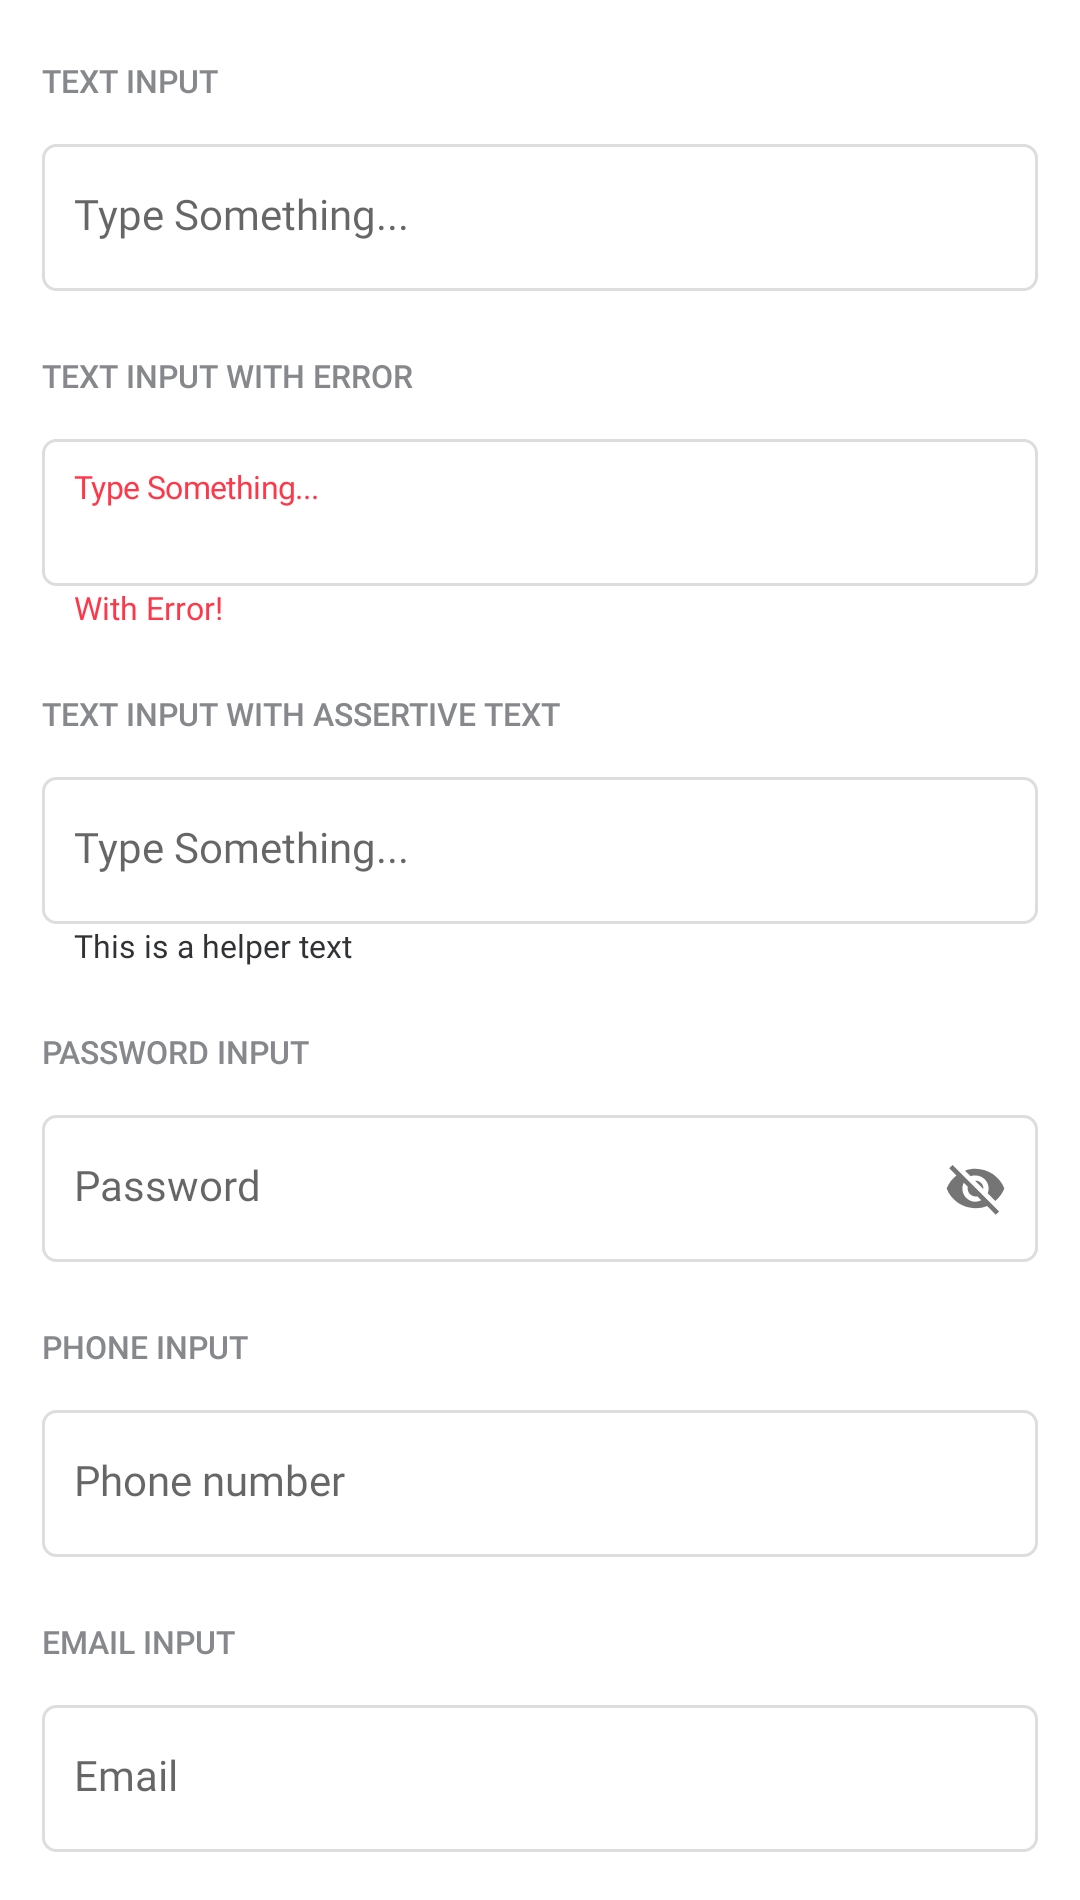 TEXT INPUT
Type Something...
TEXT INPUT WITH ERROR
Type Something...
With Error!
TEXT INPUT WITH ASSERTIVE TEXT
Type Something...
This is a helper text
PASSWORD INPUT
Password
PHONE INPUT
Phone number
EMAIL INPUT
Email